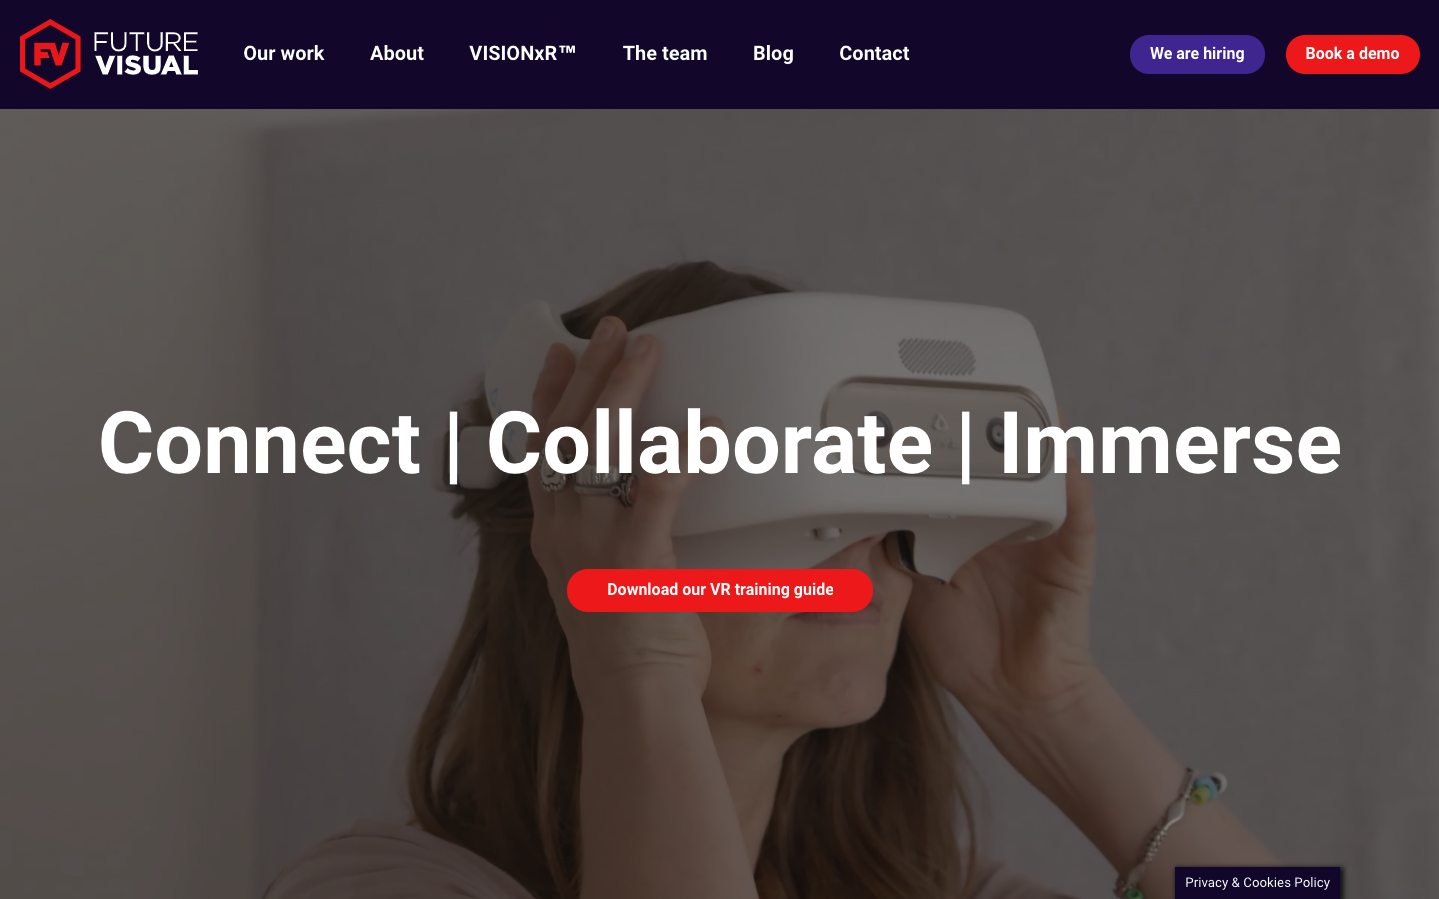 FV
FUTURE
VISUAL
Our work
About
VISIONxR™
The team
Blog
Contact
We are hiring
Book a demo
Connect | Collaborate | Immerse
Download our VR training guide
Privacy & Cookies Policy